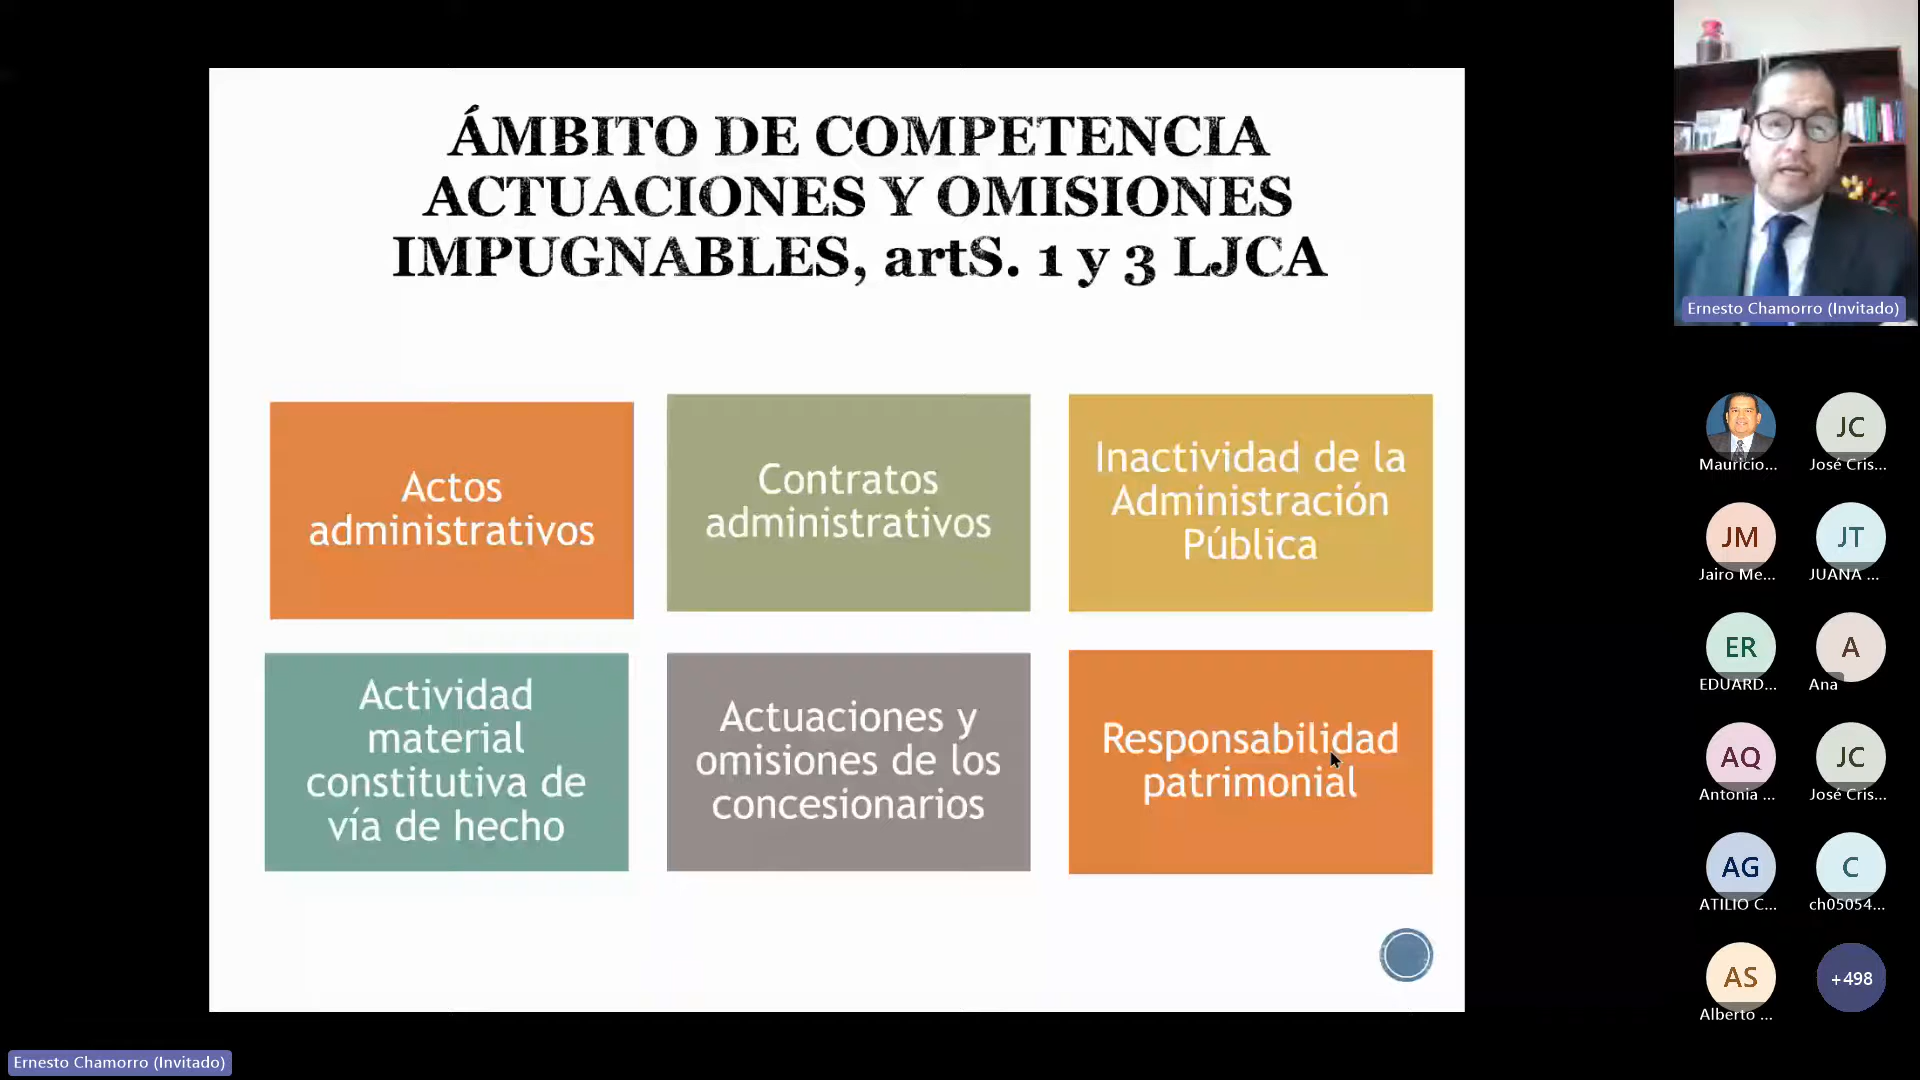 ÁMBITO DE COMPETENCIA
ACTUACIONES Y OMISIONES
IMPUGNABLES, artS. 1 y 3 LJCA
Actos
administrativos
Contratos
administrativos
Inactividad de la
Administración
Pública
Actividad
material
constitutiva de
vía de hecho
Actuaciones y
omisiones de los
concesionarios
Responsabilidad
patrimonial
Ernesto Chamorro (Invitado)
Mauricio...
JC
José Cris...
JM
Jairo Me...
JT
JUANA ...
ER
EDUARD...
A
Ana
AQ
Antonia ...
JC
José Cris...
AG
ATILIO C...
C
ch05054...
AS
Alberto ...
+498
Ernesto Chamorro (Invitado)